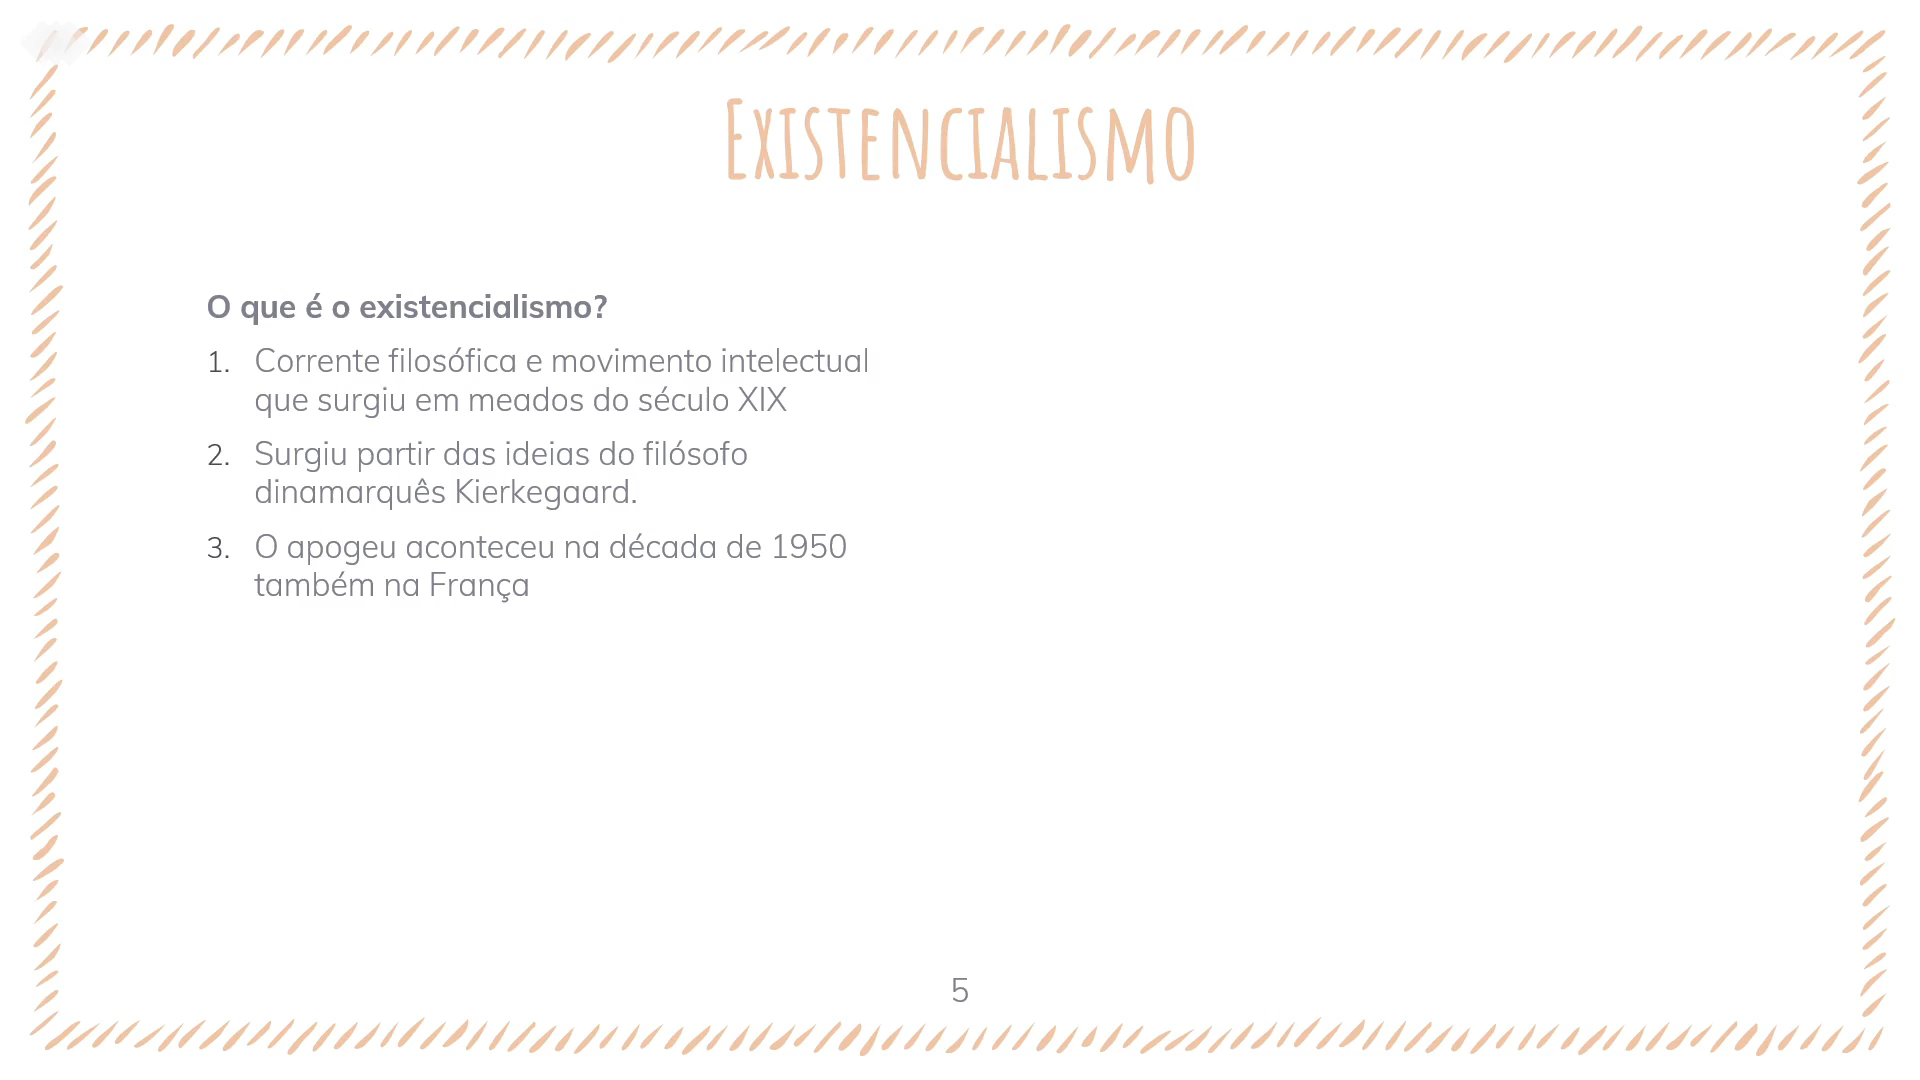 Existencialismo
O que é o existencialismo?
1. Corrente filosófica e movimento intelectual
que surgiu em meados do século XIX
2. Surgiu partir das ideias do filósofo
dinamarquês Kierkegaard.
3. O apogeu aconteceu na década de 1950
também na França
5